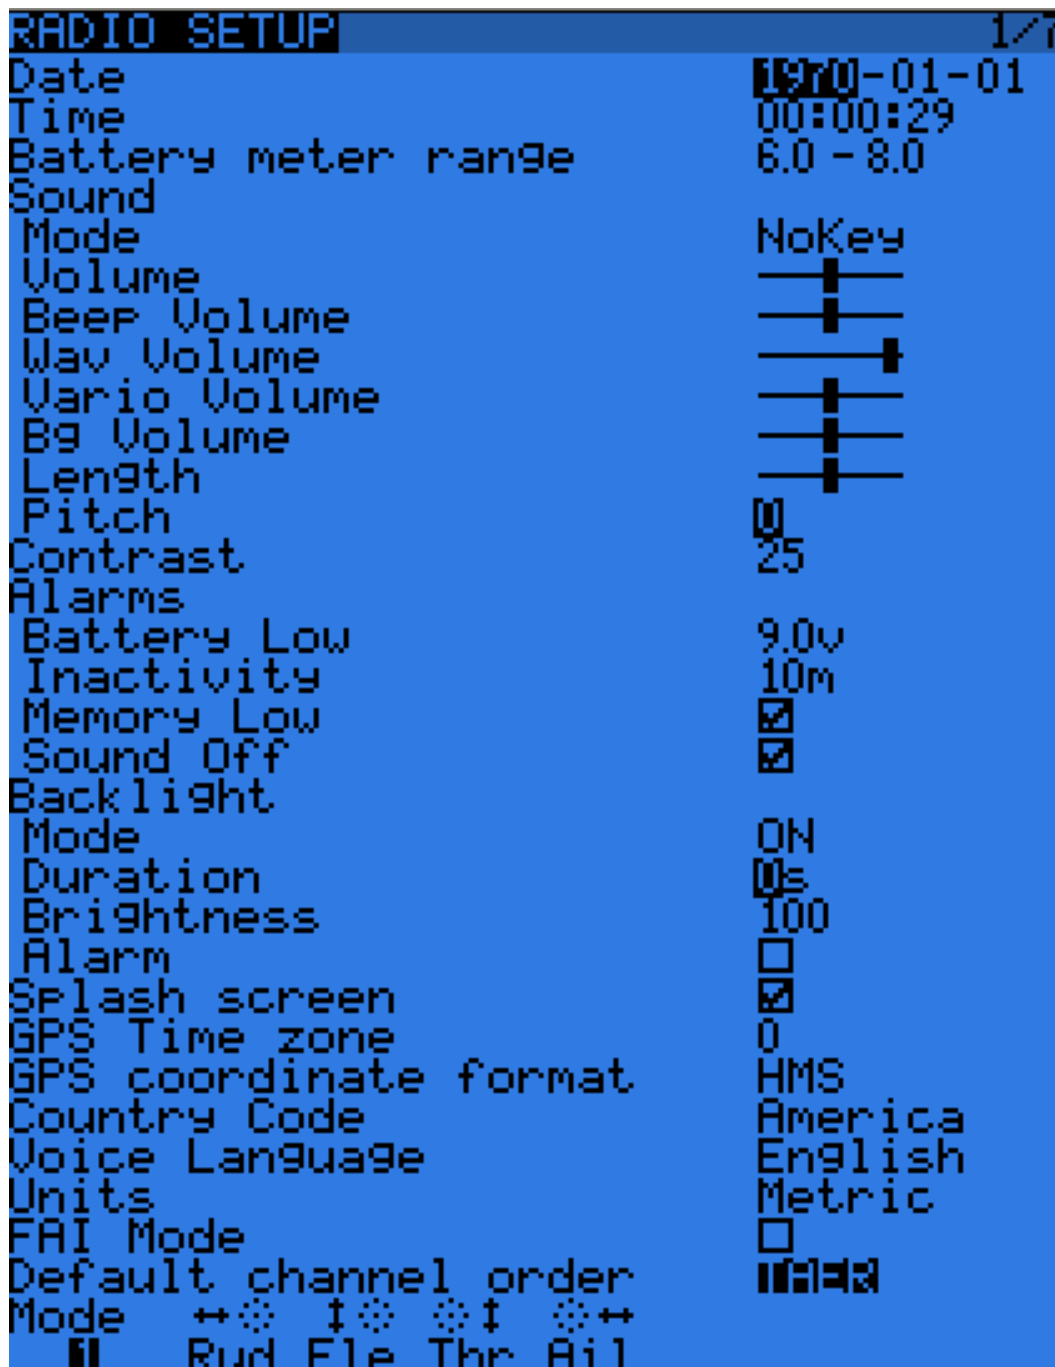 RADIO SETUP 1/7
Date 1970-01-01
Time 00:00:29
Battery meter range 6.0 - 8.0
Sound
Mode NoKey
Volume
Beep Volume
Wav Volume
Vario Volume
Bg Volume
Length
Pitch 0
Contrast 25
Alarms
Battery Low 9.0v
Inactivity 10m
Memory Low
Sound Off
Backlight
Mode ON
Duration 0s
Brightness 100
Alarm
Splash screen
GPS Time zone 0
GPS coordinate format HMS
Country Code America
Voice Language English
Units Metric
FAI Mode
Default channel order TAER
Mode
1 Rud Ele Thr Ail